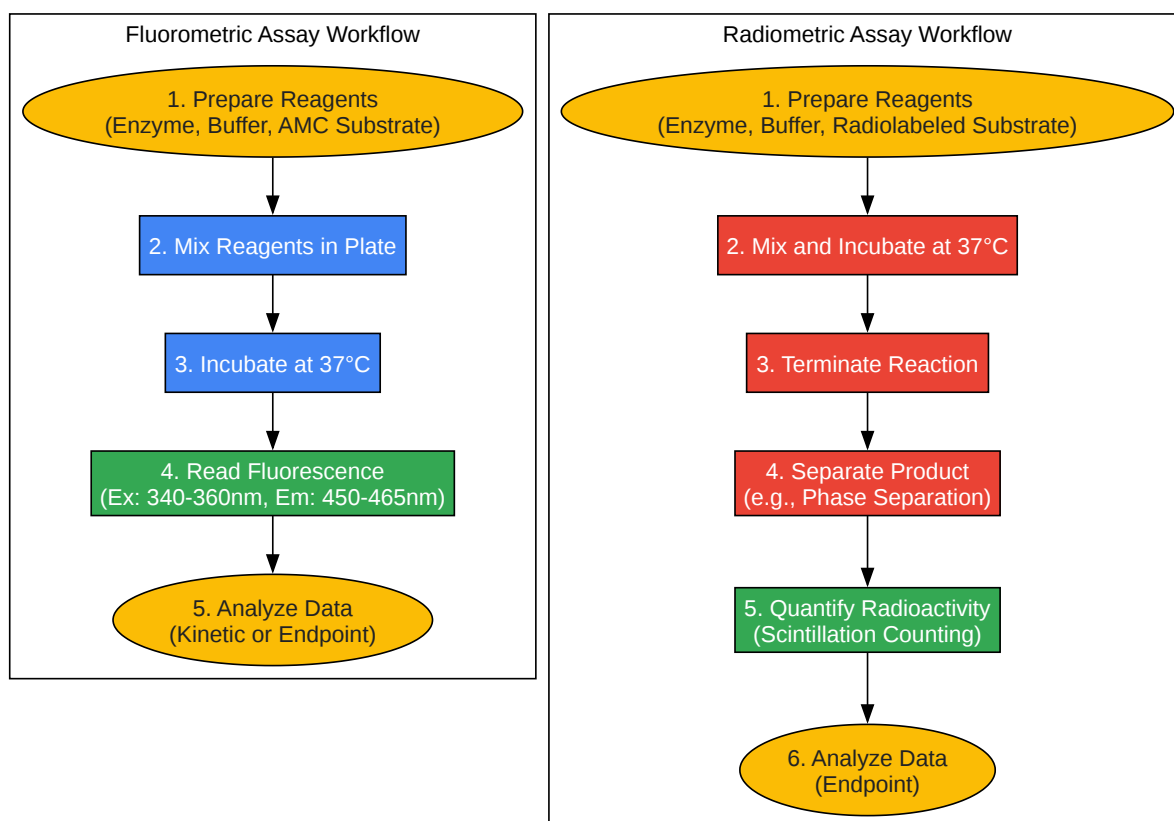 Fluorometric Assay Workflow
1. Prepare Reagents
(Enzyme, Buffer, AMC Substrate)
2. Mix Reagents in Plate
3. Incubate at 37°C
4. Read Fluorescence
(Ex: 340-360nm, Em: 450-465nm)
5. Analyze Data
(Kinetic or Endpoint)
Radiometric Assay Workflow
1. Prepare Reagents
(Enzyme, Buffer, Radiolabeled Substrate)
2. Mix and Incubate at 37°C
3. Terminate Reaction
4. Separate Product
(e.g., Phase Separation)
5. Quantify Radioactivity
(Scintillation Counting)
6. Analyze Data
(Endpoint)